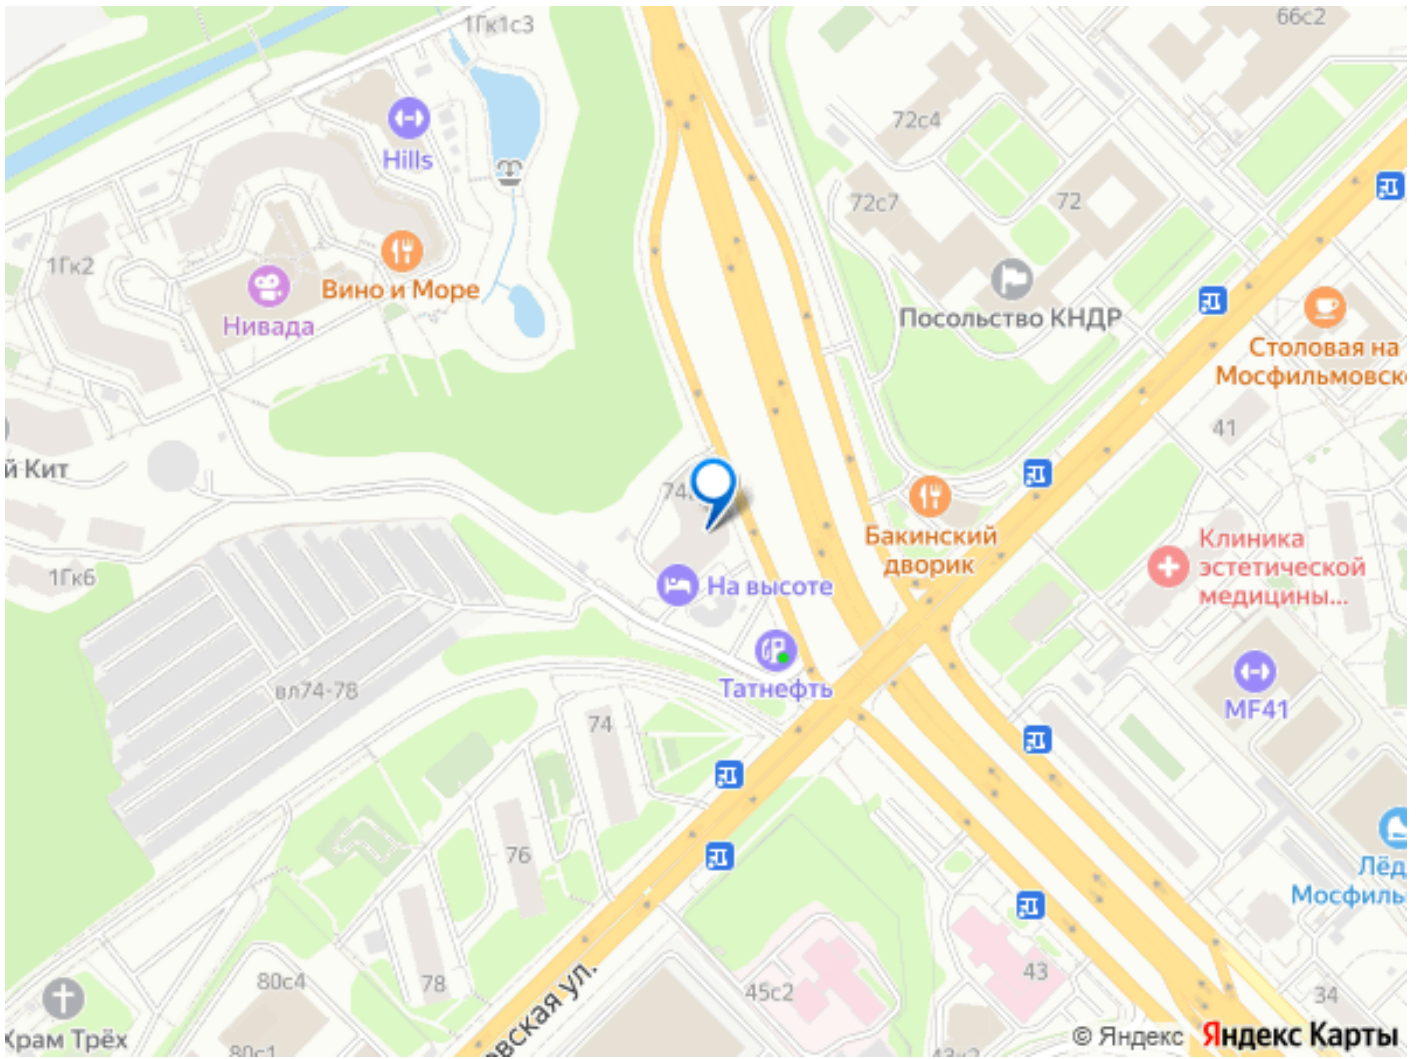 1Гк1с3
66с2
Hills
72с4
72с7
72
1Гк2
Вино и Море
Нивада
Посольство КНДР
Столовая на
Мосфильмовск
41
й Кит
74
Бакинский
дворик
Клиника
эстетической
медицины...
1Гк6
На высоте
Татнефть
вл74-78
MF41
74
76
Лёд
Мосфиль
78
80с4
45с2
43
34
Храм Трёх
80с1
вская ул.
43к2
© Яндекс Яндекс Карты